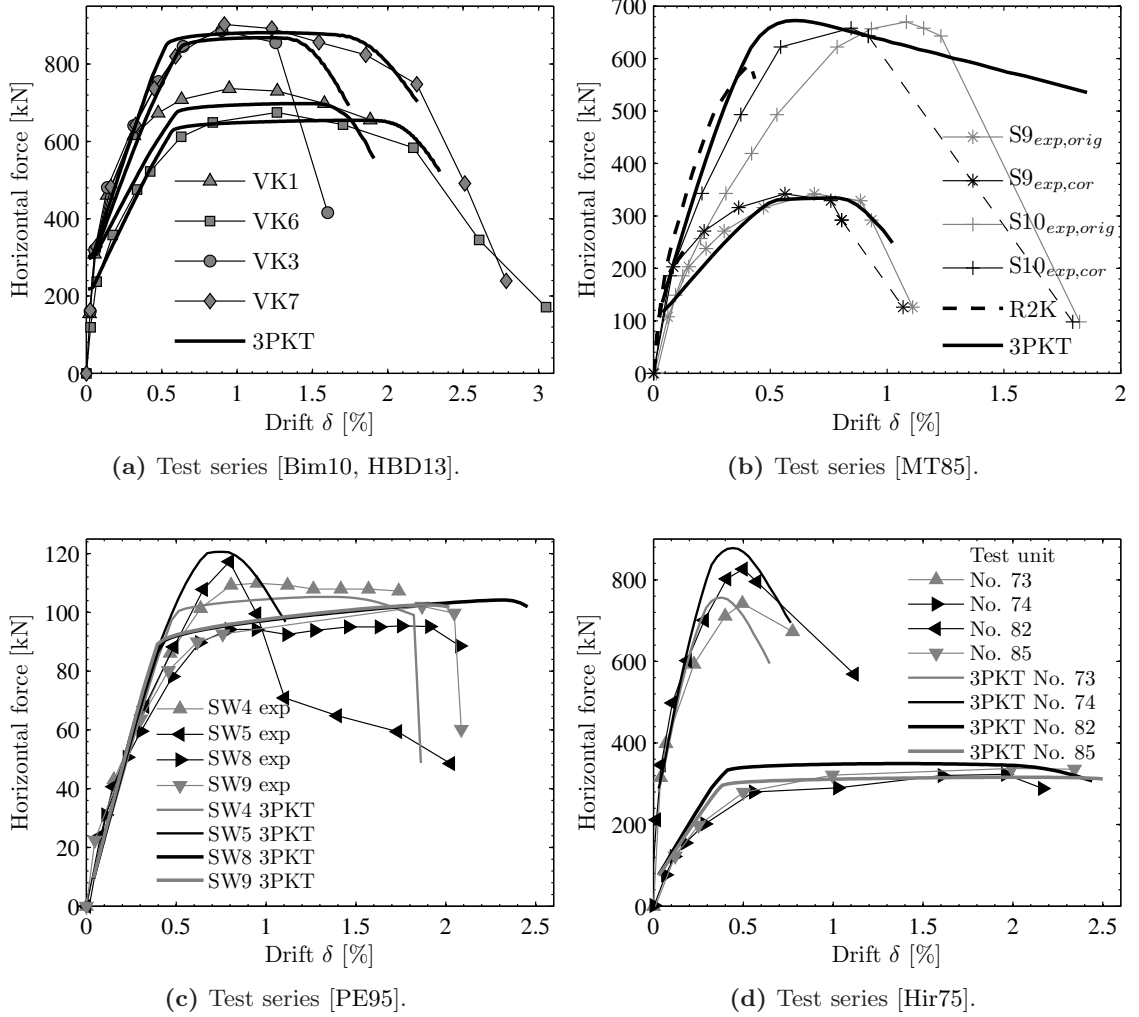 Horizontal force [kN]
800
600
400
200
0
0 0.5 1 1.5 2 2.5 3
Drift δ [%]
VK1
VK6
VK3
VK7
3PKT
(a) Test series [Bim10, HBD13].
Horizontal force [kN]
700
600
500
400
300
200
100
0
0 0.5 1 1.5 2
Drift δ [%]
S9exp,orig
S9exp,cor
S10exp,orig
S10exp,cor
R2K
3PKT
(b) Test series [MT85].
Horizontal force [kN]
120
100
80
60
40
20
0
0 0.5 1 1.5 2 2.5
Drift δ [%]
SW4 exp
SW5 exp
SW8 exp
SW9 exp
SW4 3PKT
SW5 3PKT
SW8 3PKT
SW9 3PKT
(c) Test series [PE95].
Horizontal force [kN]
800
600
400
200
0
0 0.5 1 1.5 2 2.5
Drift δ [%]
Test unit
No. 73
No. 74
No. 82
No. 85
3PKT No. 73
3PKT No. 74
3PKT No. 82
3PKT No. 85
(d) Test series [Hir75].